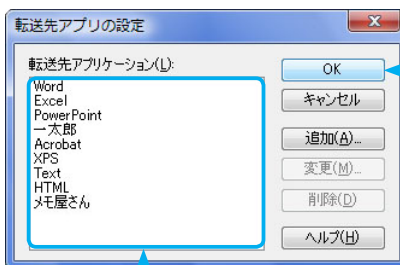 転送先アプリの設定
転送先アプリケーション(L):
Word
Excel
PowerPoint
一太郎
Acrobat
XPS
Text
HTML
メモ屋さん
OK
キャンセル
追加(A)...
変更(M)...
削除(D)
ヘルプ(H)